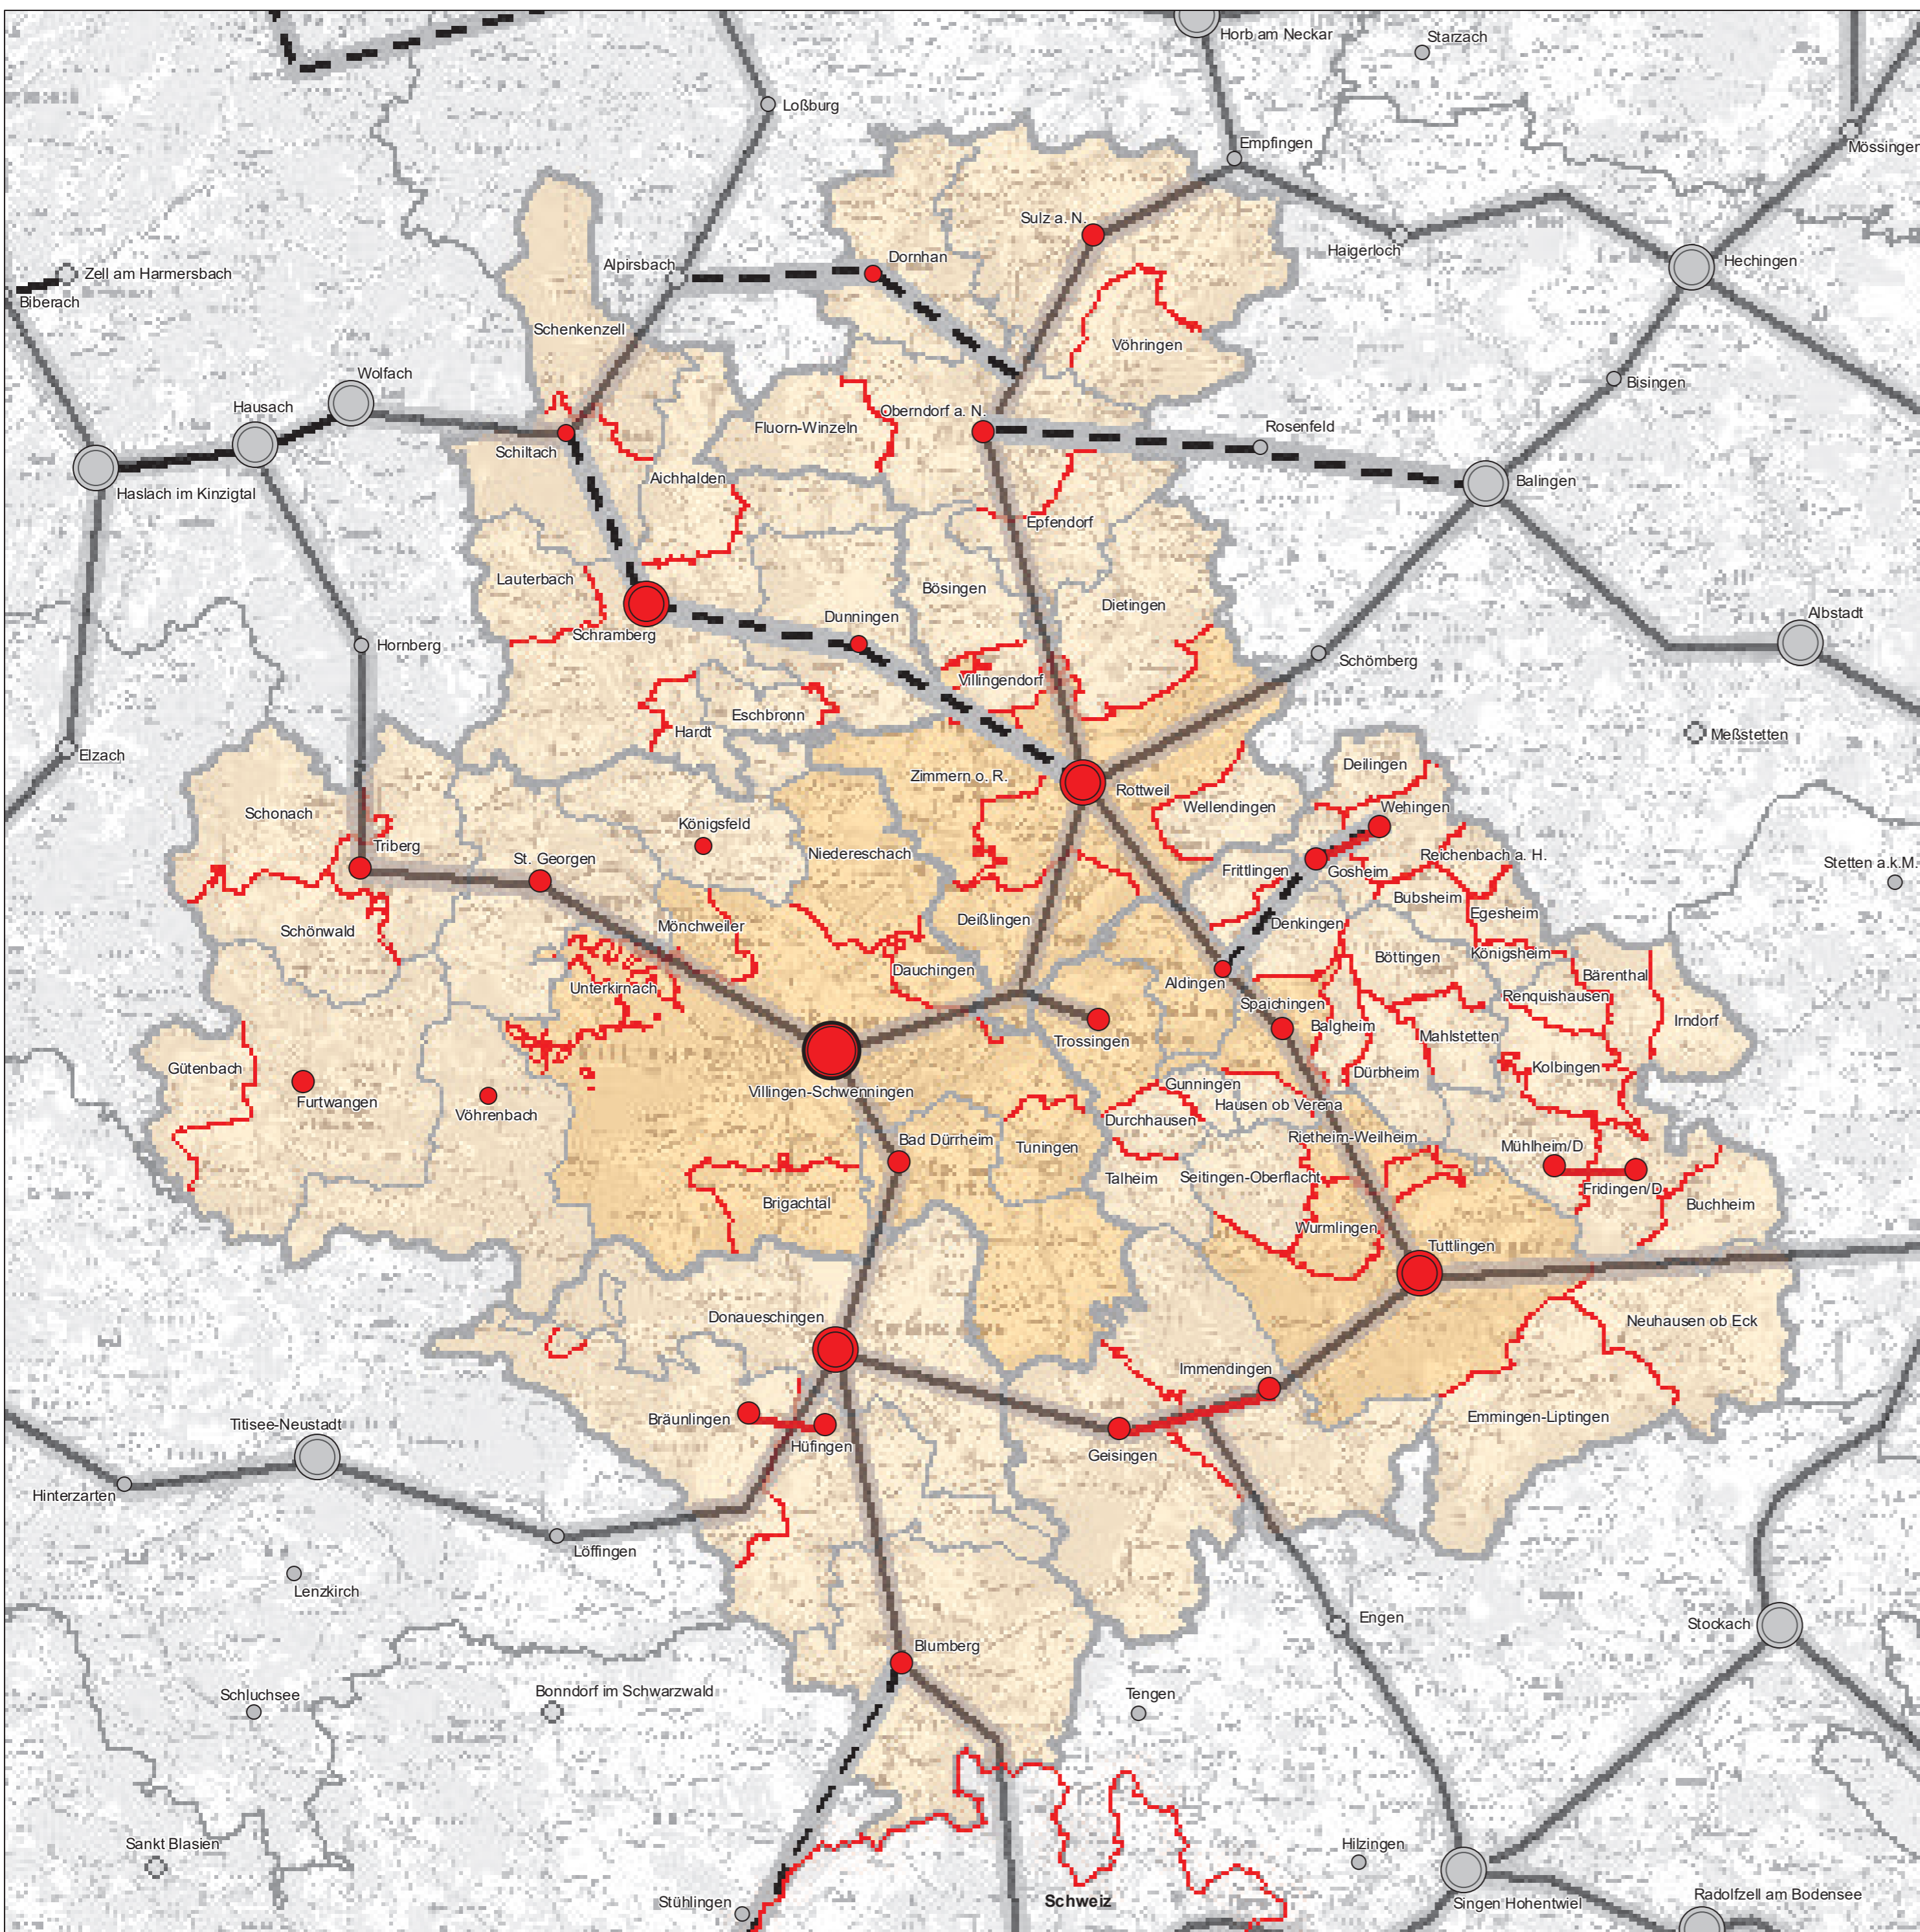 Horb am Neckar
Starzach
Loßburg
Empfingen
Mössingen
Sulz a. N.
Haigerloch
Hechingen
Dornhan
Alpirsbach
Zell am Harmersbach
Biberach
Schenkenzell
Vöhringen
Wolfach
Bisingen
Hausach
Oberndorf a. N.
Fluorn-Winzeln
Rosenfeld
Schiltach
Aichhalden
Balingen
Haslach im Kinzigtal
Epfendorf
Lauterbach
Bösingen
Dietingen
Albstadt
Dunningen
Schramberg
Hornberg
Schömberg
Villingendorf
Eschbronn
Hardt
Meßstetten
Elzach
Deilingen
Zimmern o. R.
Rottweil
Wellendingen
Wehingen
Schonach
Königsfeld
Triberg
St. Georgen
Niedereschach
Reichenbach a. H.
Frittlingen
Gosheim
Stetten a.k.M.
Bubsheim
Egesheim
Deißlingen
Denkingen
Mönchweiler
Schönwald
Böttingen
Königsheim
Dauchingen
Bärenthal
Aldingen
Unterkirnach
Renquishausen
Spaichingen
Irndorf
Balgheim
Mahlstetten
Trossingen
Gütenbach
Kolbingen
Dürbheim
Gunningen
Villingen-Schwenningen
Furtwangen
Vöhrenbach
Hausen ob Verena
Durchhausen
Rietheim-Weilheim
Bad Dürrheim
Tuningen
Mühlheim/D
Talheim
Seitingen-Oberflacht
Fridingen/D
Brigachtal
Buchheim
Wurmlingen
Tuttlingen
Donaueschingen
Neuhausen ob Eck
Immendingen
Bräunlingen
Emmingen-Liptingen
Titisee-Neustadt
Hüfingen
Geisingen
Hinterzarten
Löffingen
Lenzkirch
Engen
Stockach
Blumberg
Schluchsee
Bonndorf im Schwarzwald
Tengen
Sankt Blasien
Hilzingen
Stühlingen
Schweiz
Singen Hohentwiel
Radolfzell am Bodensee